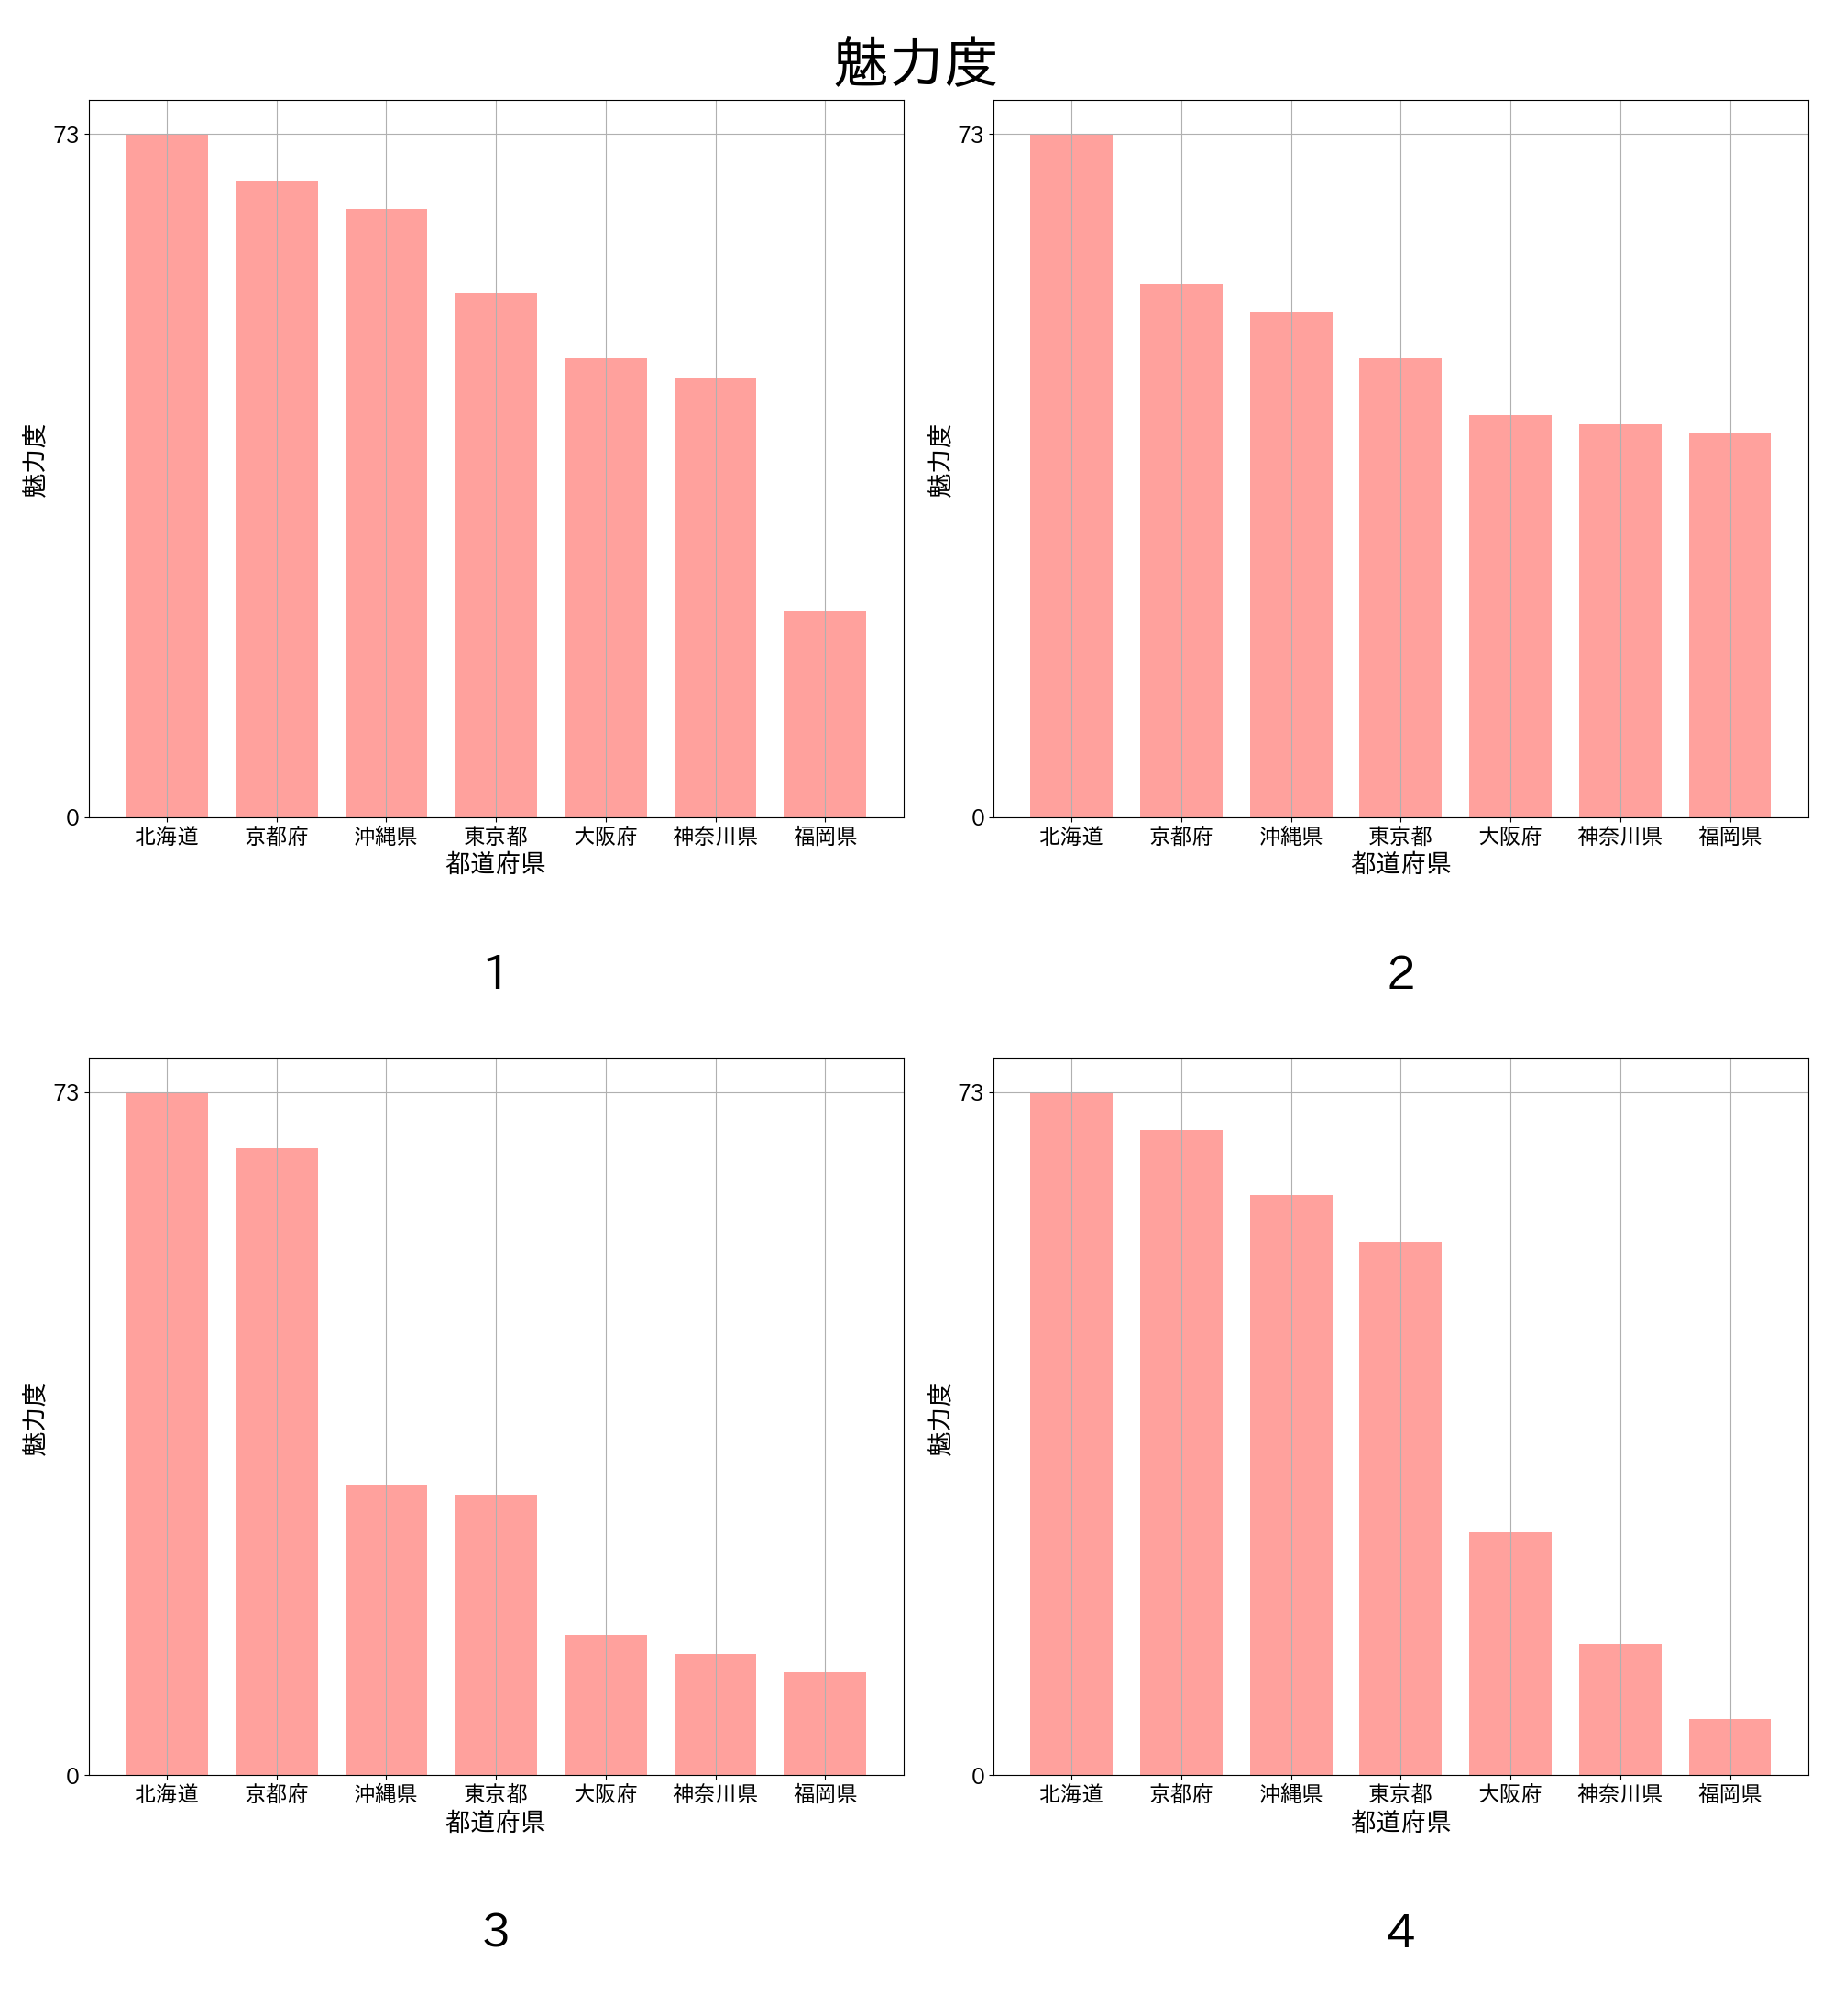 魅力度
73
0
魅力度
北海道 京都府 沖縄県 東京都 大阪府 神奈川県 福岡県
都道府県
1
73
0
魅力度
北海道 京都府 沖縄県 東京都 大阪府 神奈川県 福岡県
都道府県
2
73
0
魅力度
北海道 京都府 沖縄県 東京都 大阪府 神奈川県 福岡県
都道府県
3
73
0
魅力度
北海道 京都府 沖縄県 東京都 大阪府 神奈川県 福岡県
都道府県
4